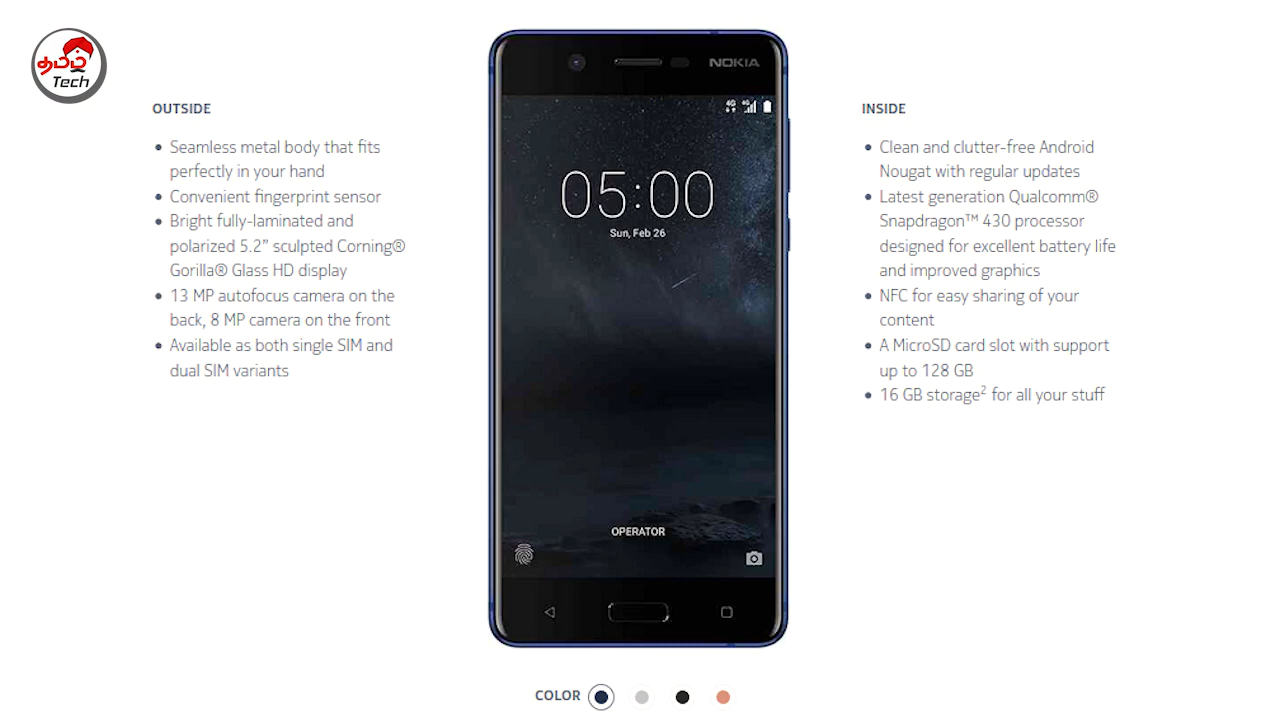 தமிழ்
Tech
OUTSIDE
• Seamless metal body that fits
perfectly in your hand
• Convenient fingerprint sensor
• Bright fully-laminated and
polarized 5.2” sculpted Corning®
Gorilla® Glass HD display
• 13 MP autofocus camera on the
back, 8 MP camera on the front
• Available as both single SIM and
dual SIM variants
NOKIA
4G 4G
05:00
Sun, Feb 26
OPERATOR
INSIDE
• Clean and clutter-free Android
Nougat with regular updates
• Latest generation Qualcomm®
Snapdragon™ 430 processor
designed for excellent battery life
and improved graphics
• NFC for easy sharing of your
content
• A MicroSD card slot with support
up to 128 GB
• 16 GB storage² for all your stuff
COLOR